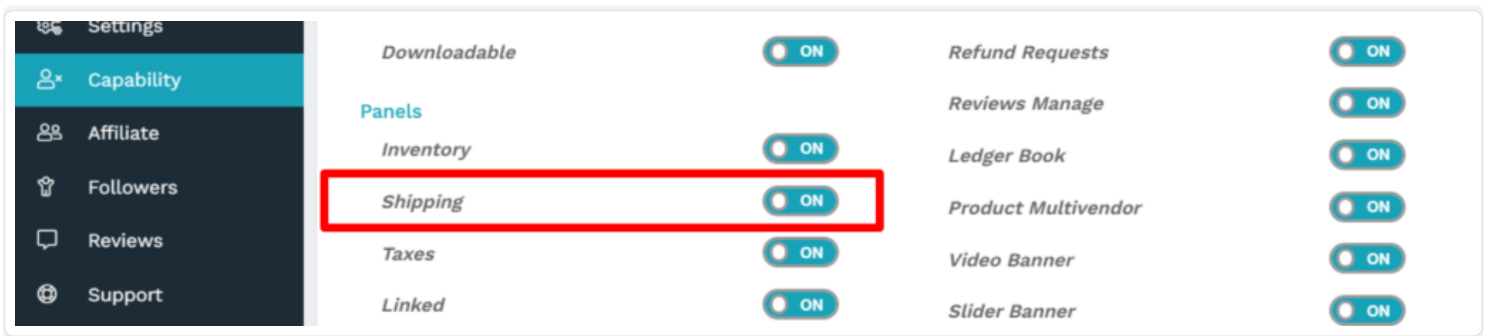 Settings
Capability
Affiliate
Followers
Reviews
Support
Downloadable ON
Panels
Inventory ON
Shipping ON
Taxes ON
Linked ON
Refund Requests ON
Reviews Manage ON
Ledger Book ON
Product Multivendor ON
Video Banner ON
Slider Banner ON